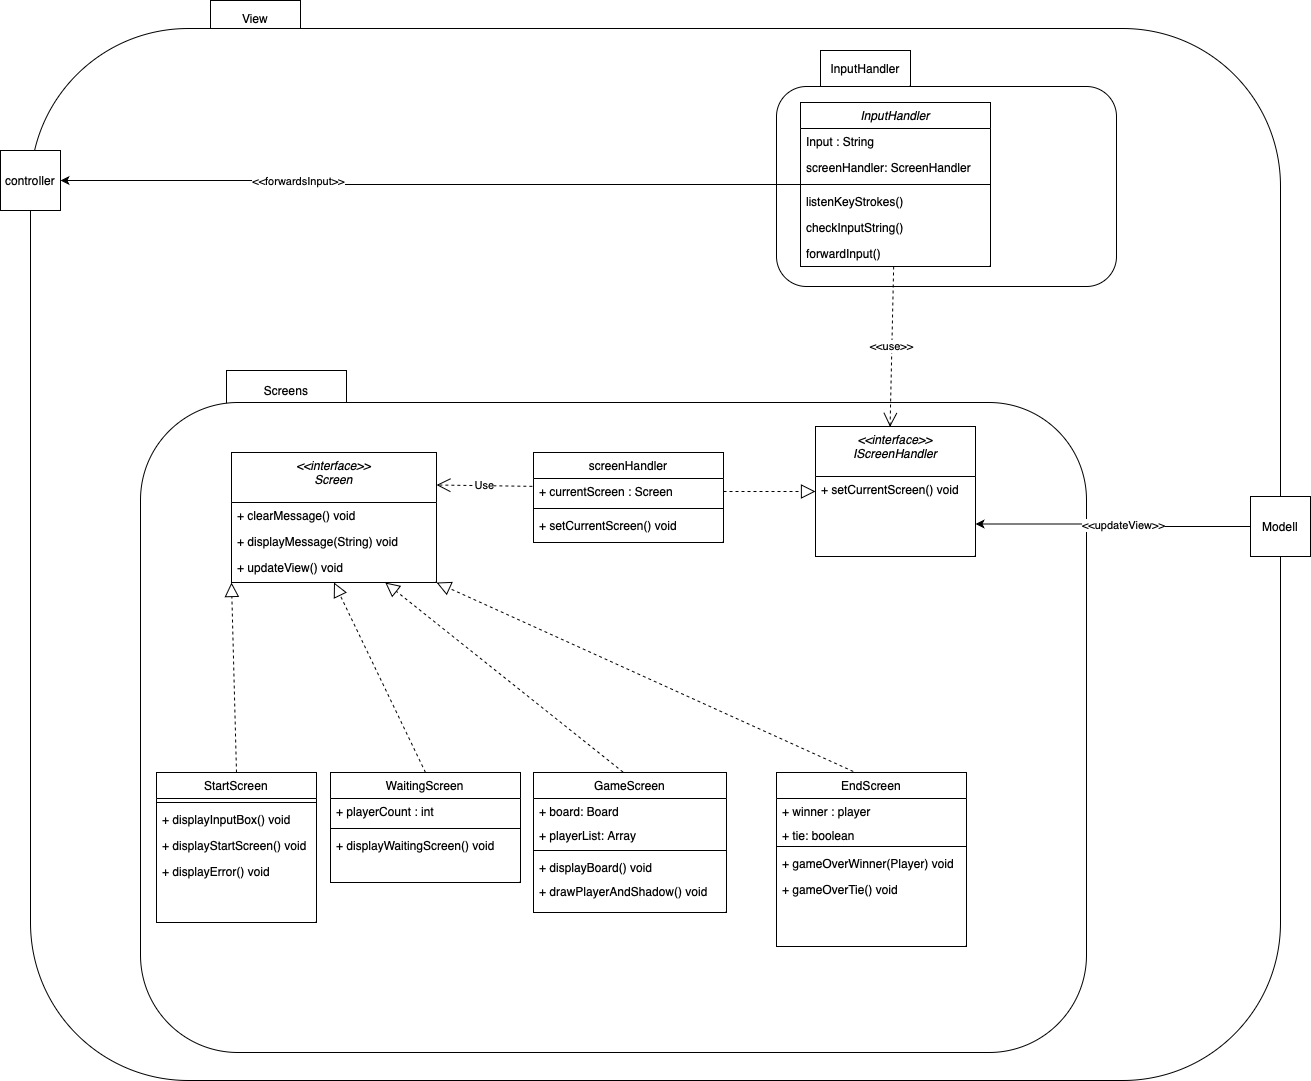 View
InputHandler
InputHandler
Input : String
screenHandler: ScreenHandler
listenKeyStrokes()
checkInputString()
forwardInput()
controller
<<forwardsInput>>
<<use>>
Screens
<<interface>>
Screen
+ clearMessage() void
+ displayMessage(String) void
+ updateView() void
Use
screenHandler
+ currentScreen : Screen
+ setCurrentScreen() void
<<interface>>
IScreenHandler
+ setCurrentScreen() void
<<updateView>>
Modell
StartScreen
+ displayInputBox() void
+ displayStartScreen() void
+ displayError() void
WaitingScreen
+ playerCount : int
+ displayWaitingScreen() void
GameScreen
+ board: Board
+ playerList: Array
+ displayBoard() void
+ drawPlayerAndShadow() void
EndScreen
+ winner : player
+ tie: boolean
+ gameOverWinner(Player) void
+ gameOverTie() void